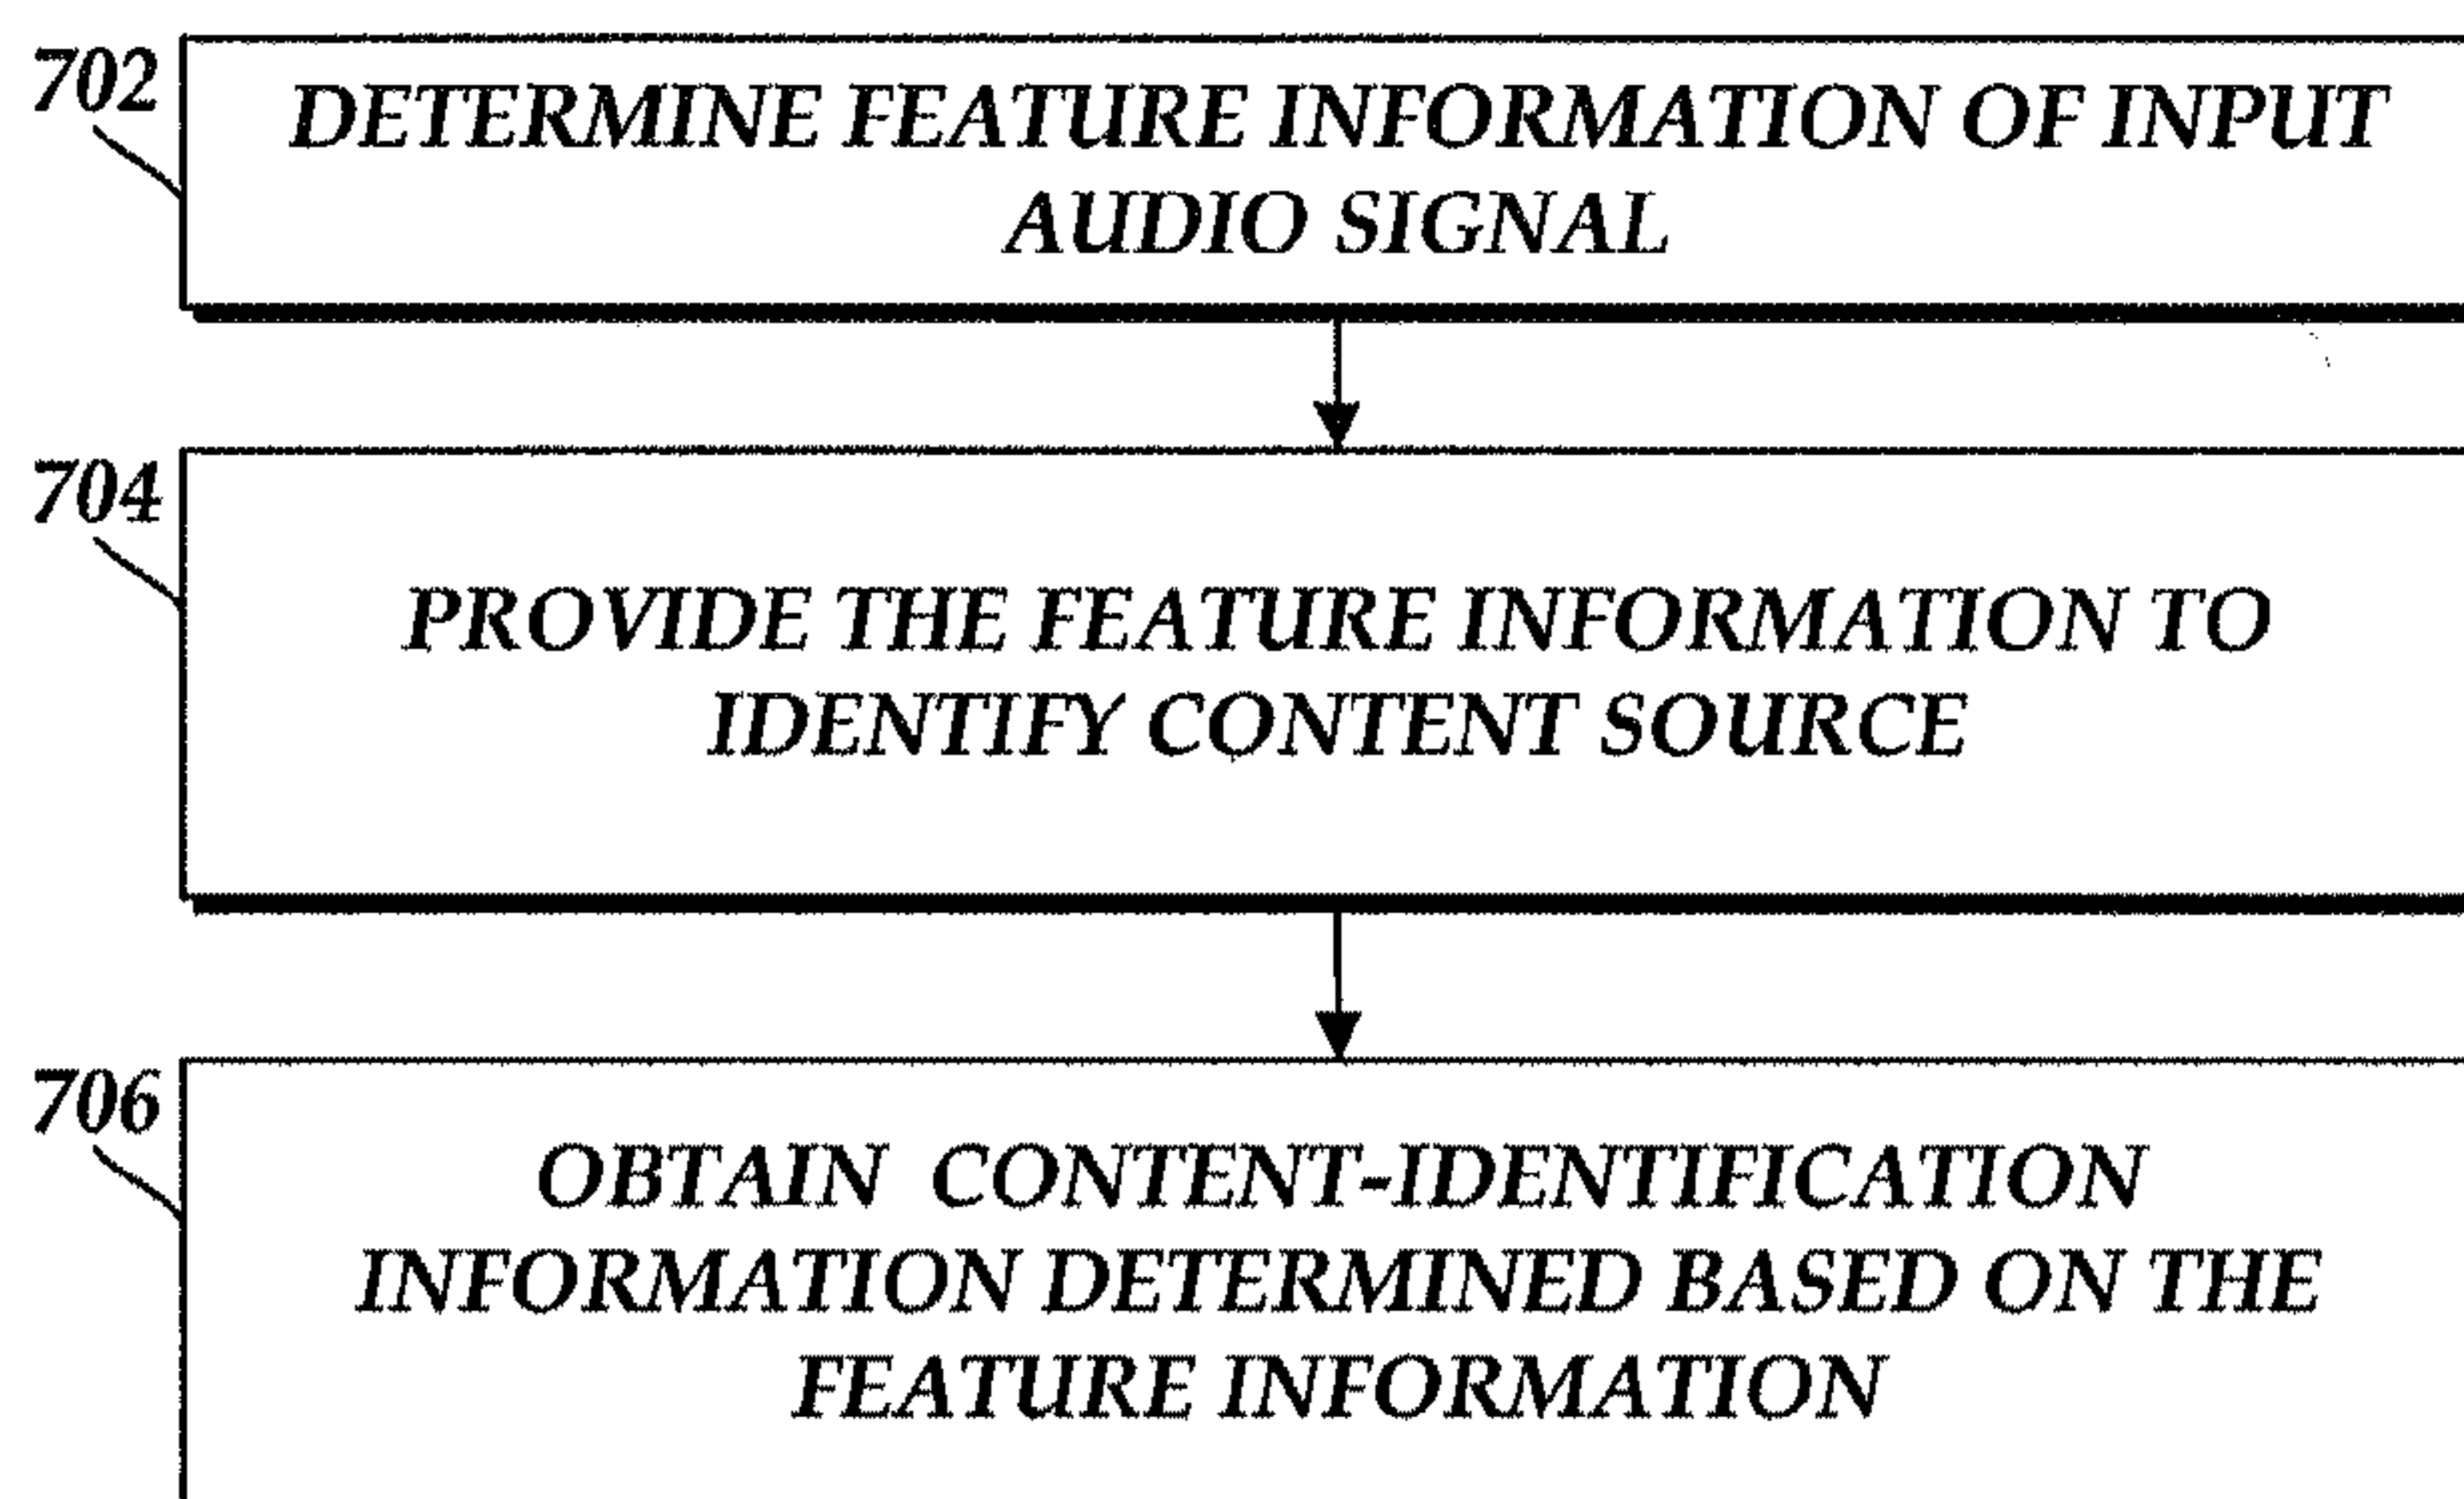 702
DETERMINE FEATURE INFORMATION OF INPUT
AUDIO SIGNAL
704
PROVIDE THE FEATURE INFORMATION TO
IDENTIFY CONTENT SOURCE
706
OBTAIN CONTENT-IDENTIFICATION
INFORMATION DETERMINED BASED ON THE
FEATURE INFORMATION